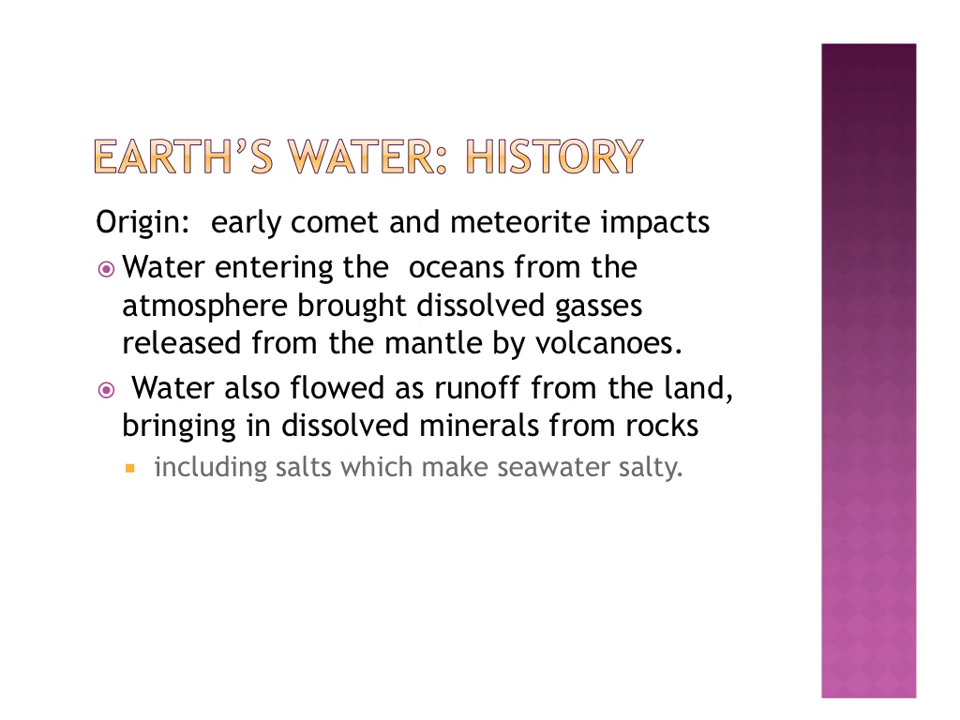 EARTH'S WATER: HISTORY
Origin:  early comet and meteorite impacts
Water entering the  oceans from the
atmosphere brought dissolved gasses
released from the mantle by volcanoes.
Water also flowed as runoff from the land,
bringing in dissolved minerals from rocks
including salts which make seawater salty.